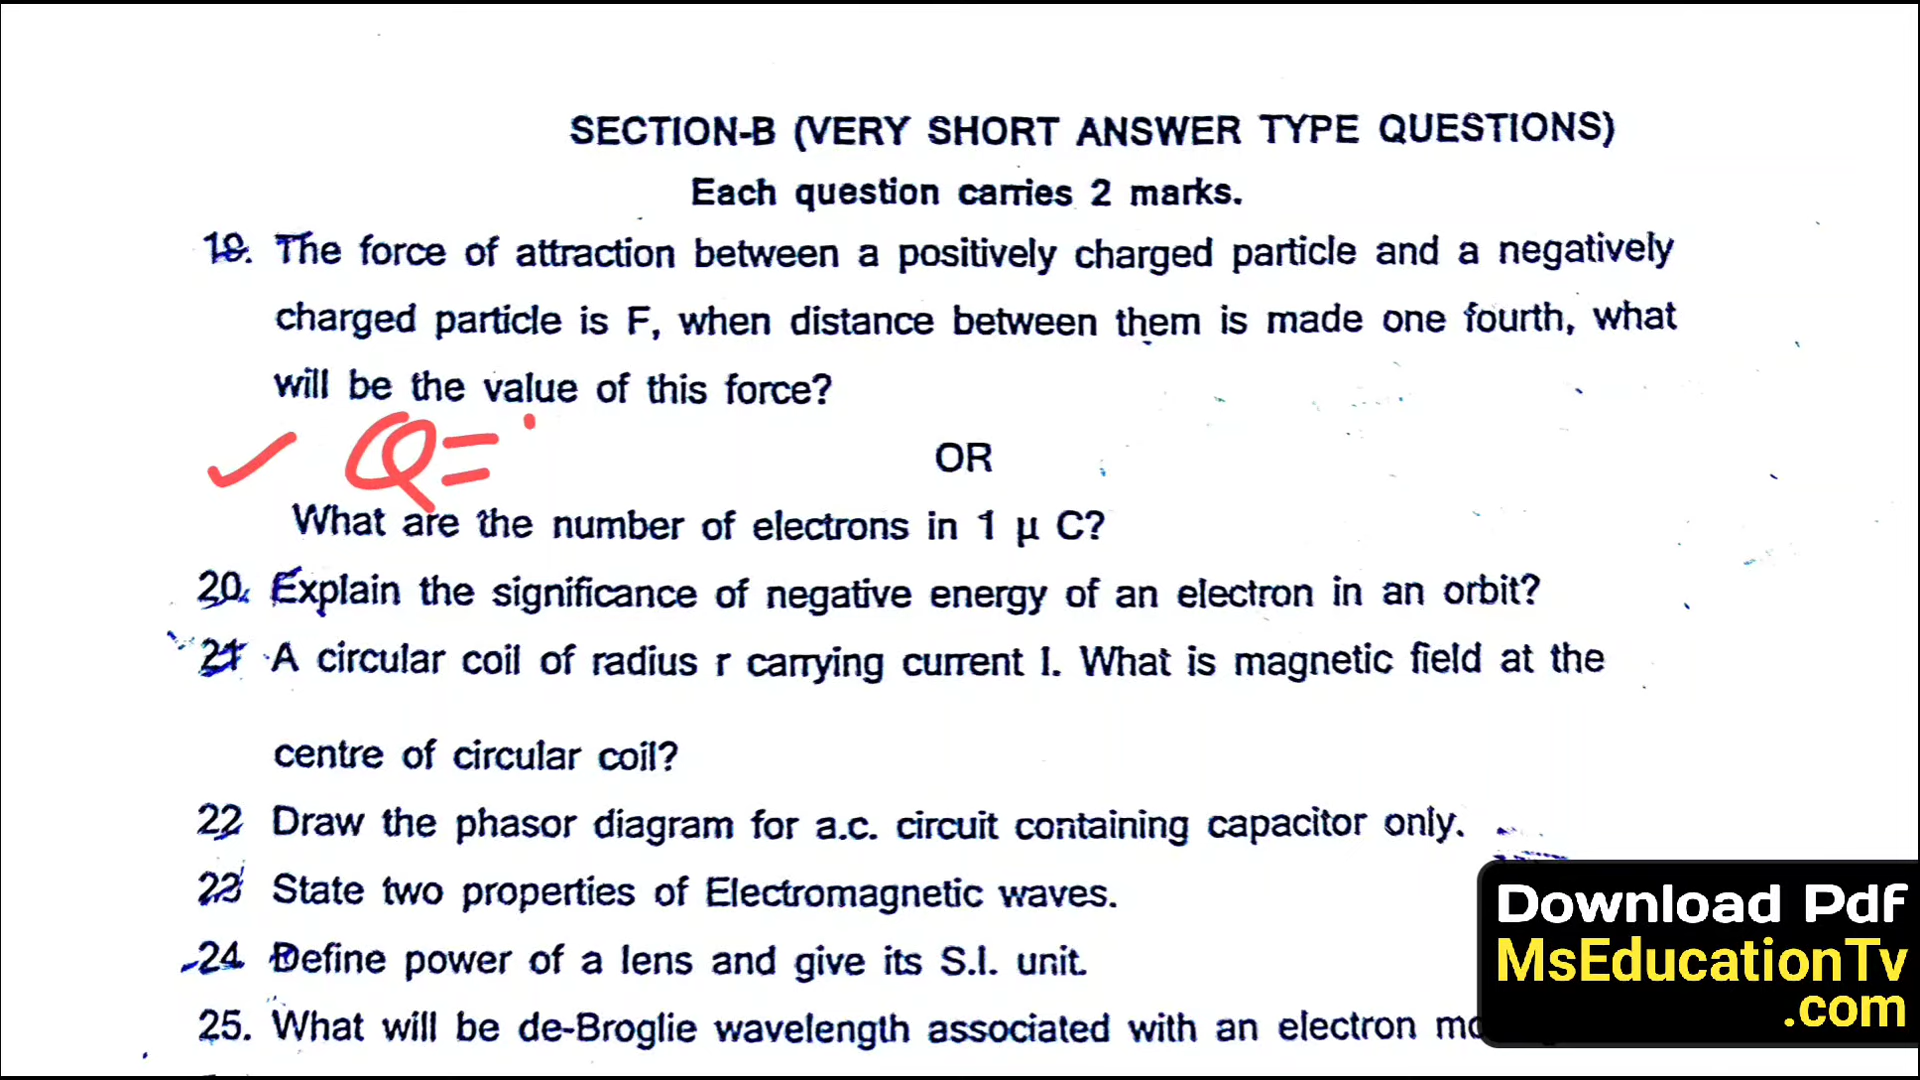 SECTION-B (VERY SHORT ANSWER TYPE QUESTIONS)
Each question carries 2 marks.
19. The force of attraction between a positively charged particle and a negatively
charged particle is F, when distance between them is made one fourth, what
will be the value of this force?
Q=
OR
What are the number of electrons in 1 µ C?
20. Explain the significance of negative energy of an electron in an orbit?
21 A circular coil of radius r carrying current I. What is magnetic field at the
centre of circular coil?
22 Draw the phasor diagram for a.c. circuit containing capacitor only.
23 State two properties of Electromagnetic waves.
24 Define power of a lens and give its S.I. unit.
25. What will be de-Broglie wavelength associated with an electron
Download Pdf
MsEducationTv
.com